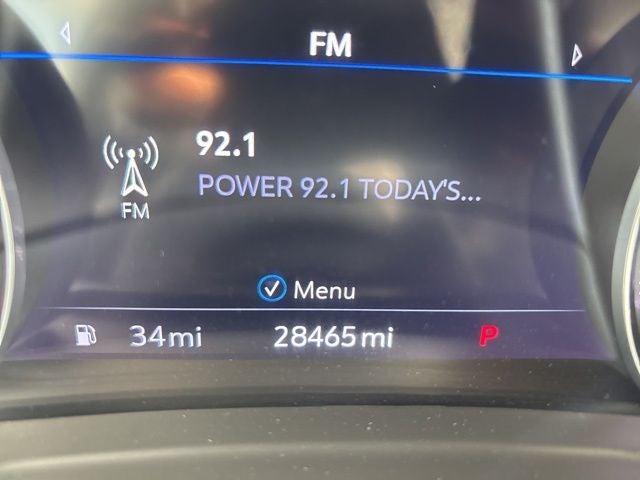 FM
92.1
POWER 92.1 TODAY'S...
FM
Menu
34mi 28465mi P